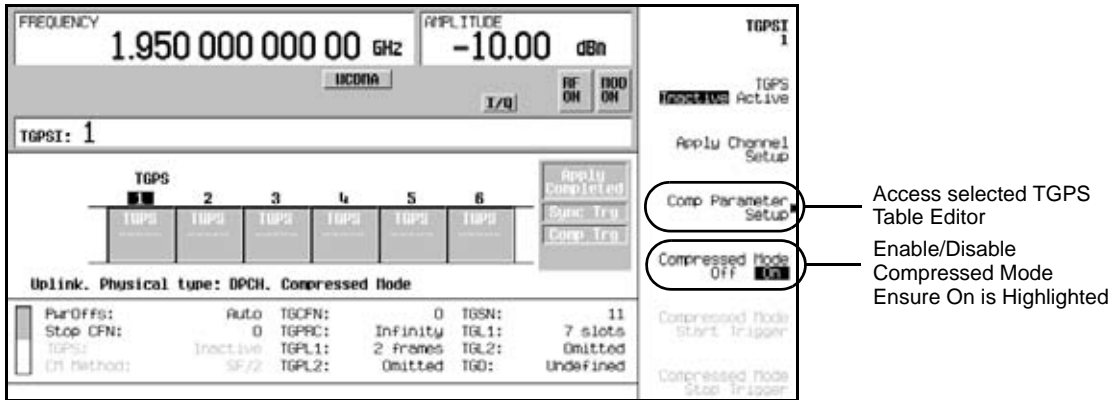 FREQUENCY
1.950 000 000 00 GHz
AMPLITUDE
-10.00 dBm
WCDMA
I/Q
RF ON
MOD ON
TGPSI: 1
TGPS
1 2 3 4 5 6
TGPS TGPS TGPS TGPS TGPS TGPS
Apply Completed
Sync Trg
Comp Trg
Uplink. Physical type: DPCH. Compressed Mode
PwrOffs: Auto TGCFN: 0 TGSN: 11
Stop CFN: 0 TGPRC: Infinity TGL1: 7 slots
TGPS: Inactive TGPL1: 2 frames TGL2: Omitted
CM Method: SF/2 TGPL2: Omitted TGD: Undefined
TGPSI
1
TGPS
Inactive Active
Apply Channel
Setup
Comp Parameter
Setup
Compressed Mode
Off On
Compressed Mode
Start Trigger
Compressed Mode
Stop Trigger
Access selected TGPS
Table Editor
Enable/Disable
Compressed Mode
Ensure On is Highlighted